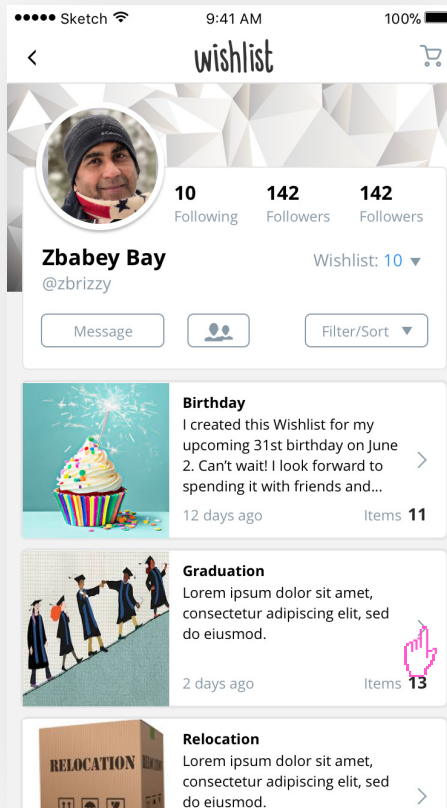 Sketch 9:41 AM 100%
wishlist
10 142 142
Following Followers Followers
Zbabey Bay
Wishlist: 10
@zbrizzy
Message Filter/Sort
Birthday
I created this Wishlist for my
upcoming 31st birthday on June
2. Can't wait! I look forward to
spending it with friends and...
12 days ago Items 11
Graduation
Lorem ipsum dolor sit amet,
consectetur adipiscing elit, sed
do eiusmod.
2 days ago Items 13
RELOCATION
Relocation
Lorem ipsum dolor sit amet,
consectetur adipiscing elit, sed
do eiusmod.